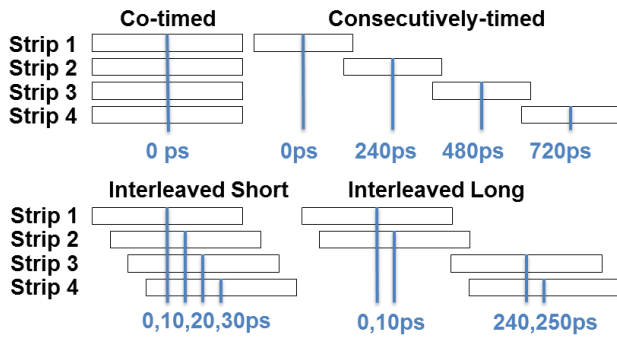 Co-timed Consecutively-timed
Strip 1
Strip 2
Strip 3
Strip 4
0 ps 0ps 240ps 480ps 720ps
Interleaved Short Interleaved Long
Strip 1
Strip 2
Strip 3
Strip 4
0,10,20,30ps 0,10ps 240,250ps